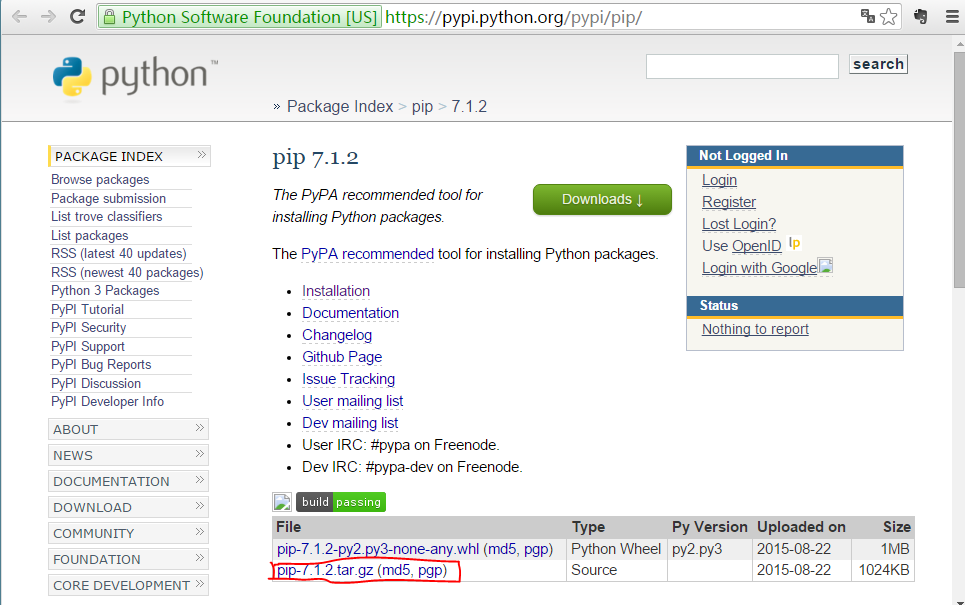 Python Software Foundation [US] https://pypi.python.org/pypi/pip/
python™
search
» Package Index > pip > 7.1.2
PACKAGE INDEX »
Browse packages
Package submission
List trove classifiers
List packages
RSS (latest 40 updates)
RSS (newest 40 packages)
Python 3 Packages
PyPI Tutorial
PyPI Security
PyPI Support
PyPI Bug Reports
PyPI Discussion
PyPI Developer Info
ABOUT »
NEWS »
DOCUMENTATION »
DOWNLOAD »
COMMUNITY »
FOUNDATION »
CORE DEVELOPMENT »
pip 7.1.2
The PyPA recommended tool for
installing Python packages.
Downloads ↓
The PyPA recommended tool for installing Python packages.
• Installation
• Documentation
• Changelog
• Github Page
• Issue Tracking
• User mailing list
• Dev mailing list
• User IRC: #pypa on Freenode.
• Dev IRC: #pypa-dev on Freenode.
build passing
File Type Py Version Uploaded on Size
pip-7.1.2-py2.py3-none-any.whl (md5, pgp) Python Wheel py2.py3 2015-08-22 1MB
pip-7.1.2.tar.gz (md5, pgp) Source 2015-08-22 1024KB
Not Logged In
Login
Register
Lost Login?
Use OpenID lp
Login with Google
Status
Nothing to report